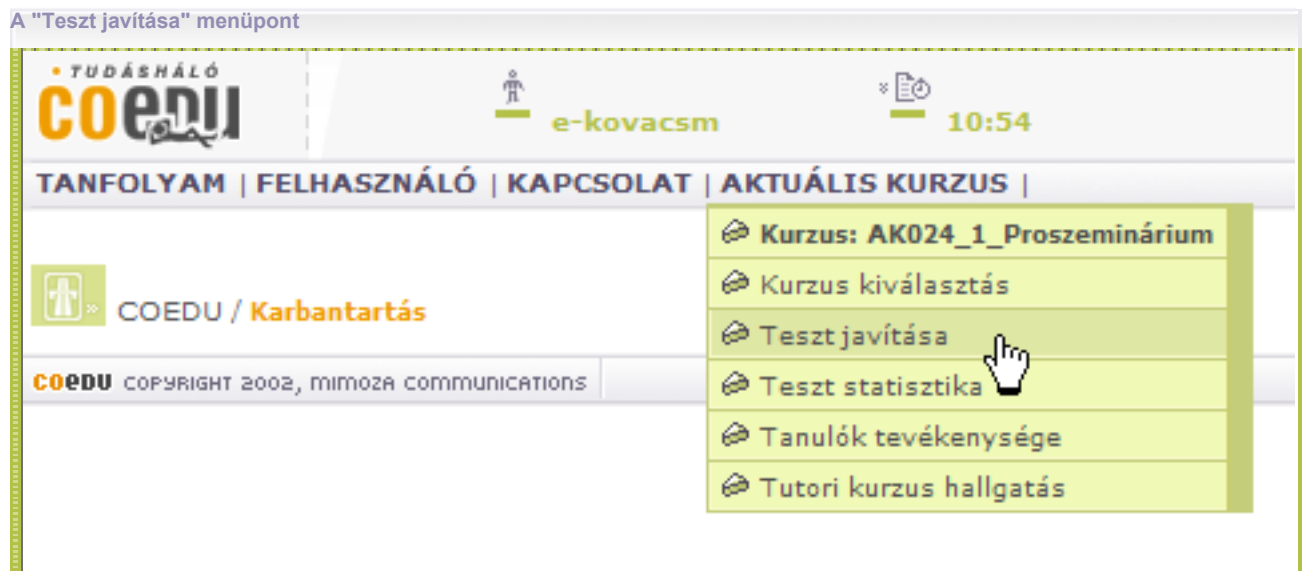 A "Teszt javítása" menüpont
• TUDÁSHÁLÓ
COEDU
e-kovacsm
10:54
TANFOLYAM | FELHASZNÁLÓ | KAPCSOLAT | AKTUÁLIS KURZUS |
Kurzus: AK024_1_Proszeminárium
Kurzus kiválasztás
COEDU / Karbantartás
Teszt javítása
COEDU COPYRIGHT 2002, MIMOZA COMMUNICATIONS
Teszt statisztika
Tanulók tevékenysége
Tutori kurzus hallgatás